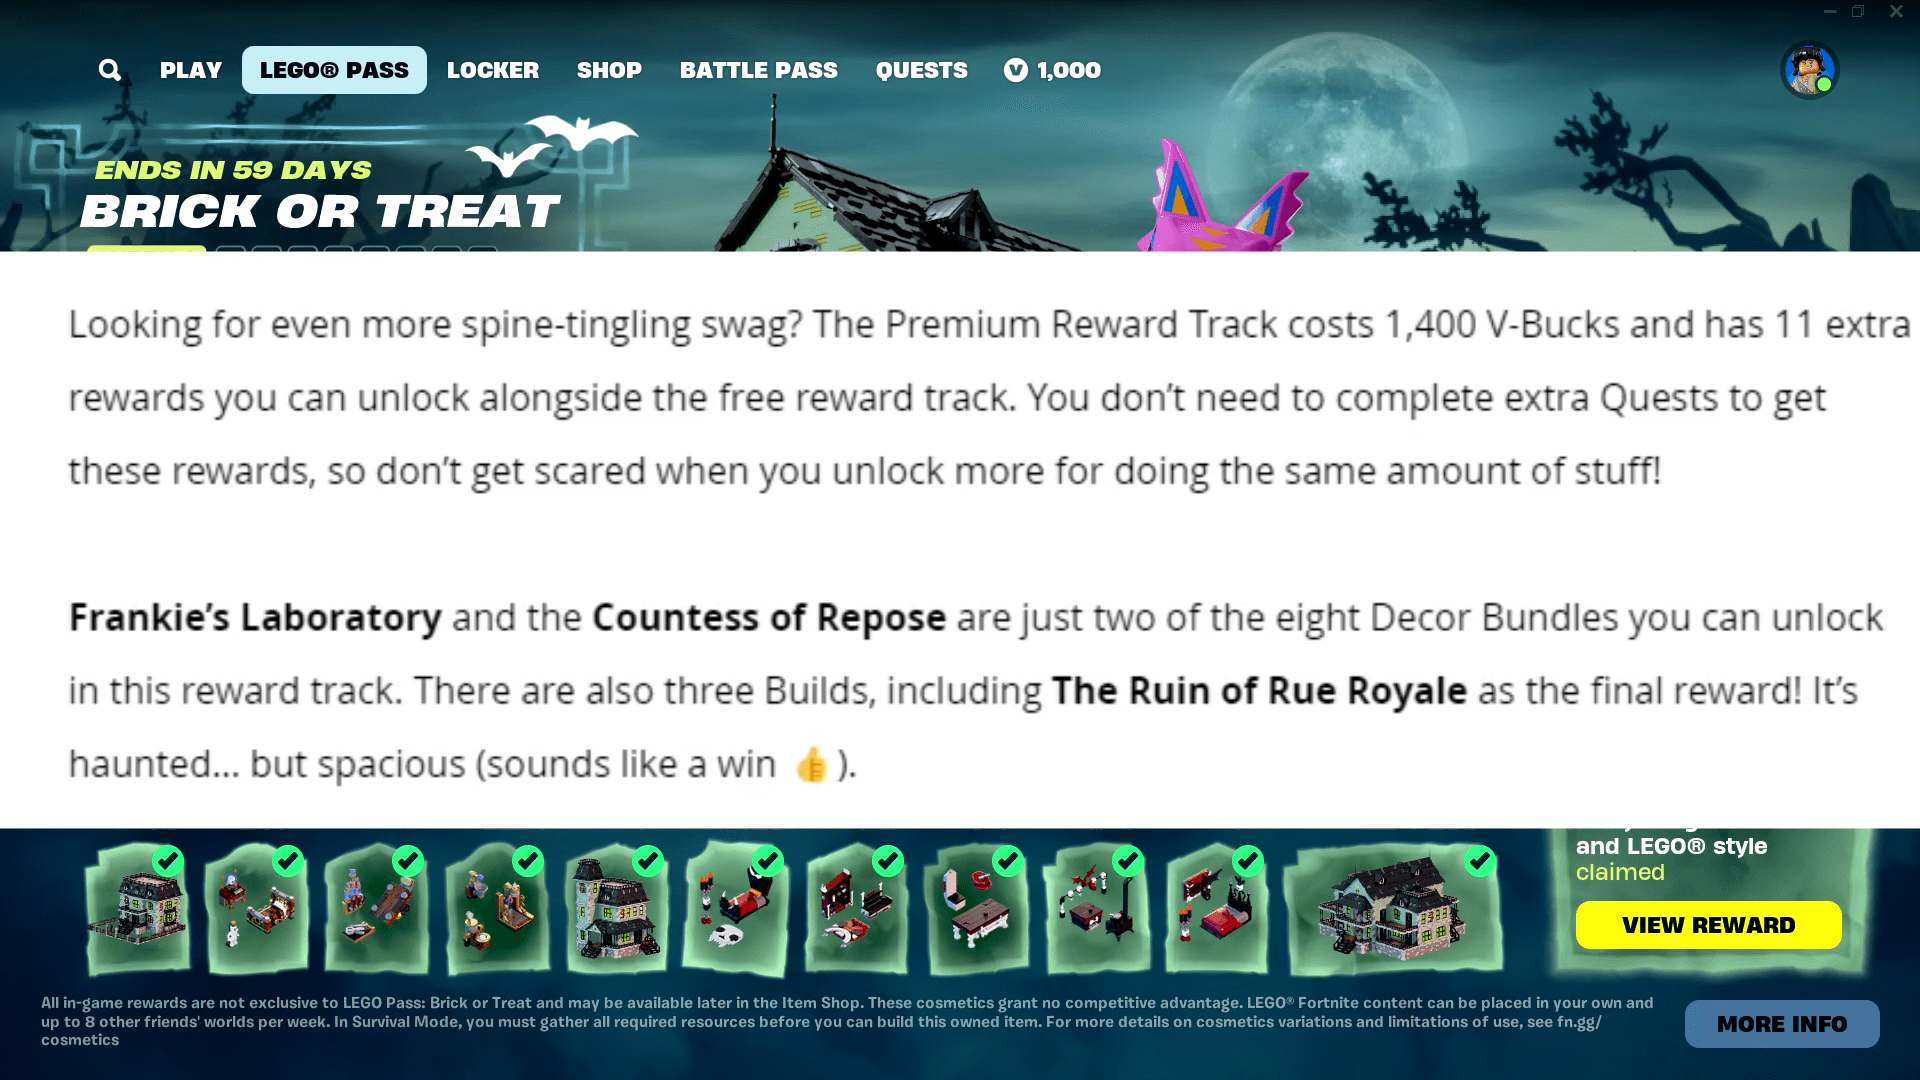 PLAY LEGO® PASS LOCKER SHOP BATTLE PASS QUESTS V 1,000
ENDS IN 59 DAYS
BRICK OR TREAT
Looking for even more spine-tingling swag? The Premium Reward Track costs 1,400 V-Bucks and has 11 extra
rewards you can unlock alongside the free reward track. You don’t need to complete extra Quests to get
these rewards, so don’t get scared when you unlock more for doing the same amount of stuff!
Frankie’s Laboratory and the Countess of Repose are just two of the eight Decor Bundles you can unlock
in this reward track. There are also three Builds, including The Ruin of Rue Royale as the final reward! It’s
haunted... but spacious (sounds like a win 👍).
and LEGO® style
claimed
VIEW REWARD
All in-game rewards are not exclusive to LEGO Pass: Brick or Treat and may be available later in the Item Shop. These cosmetics grant no competitive advantage. LEGO® Fortnite content can be placed in your own and
up to 8 other friends' worlds per week. In Survival Mode, you must gather all required resources before you can build this owned item. For more details on cosmetics variations and limitations of use, see fn.gg/
cosmetics
MORE INFO